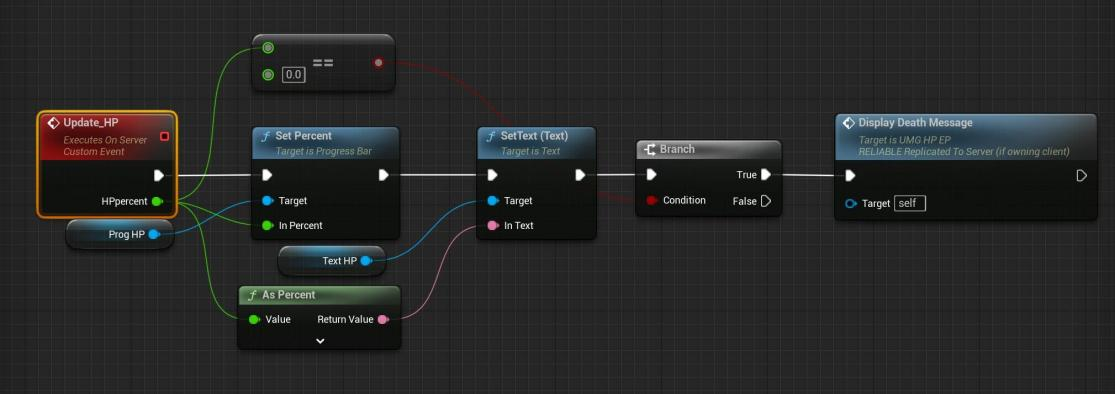 ==
0.0
Update_HP
Executes On Server
Custom Event
HPpercent
Prog HP
f Set Percent
Target is Progress Bar
Target
In Percent
f SetText (Text)
Target is Text
Target
In Text
Text HP
f As Percent
Value
Return Value
Branch
True
Condition
False
Display Death Message
Target is UMG HP EP
RELIABLE Replicated To Server (if owning client)
Target self